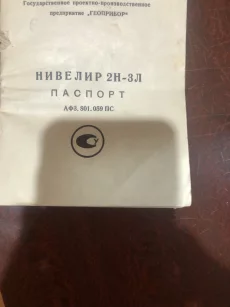 Государственное проектно-производственное
предприятие „ГЕОПРИБОР"
НИВЕЛИР 2Н-3Л
ПАСПОРТ
АФЗ. 801. 059 ПС